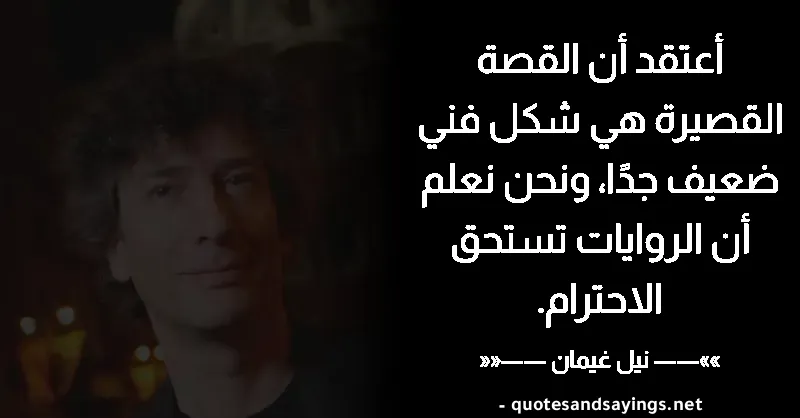 أعتقد أن القصة
القصيرة هي شكل فني
ضعيف جدًا، ونحن نعلم
أن الروايات تستحق
الاحترام.
»»—— نيل غيمان ——««
- quotesandsayings.net